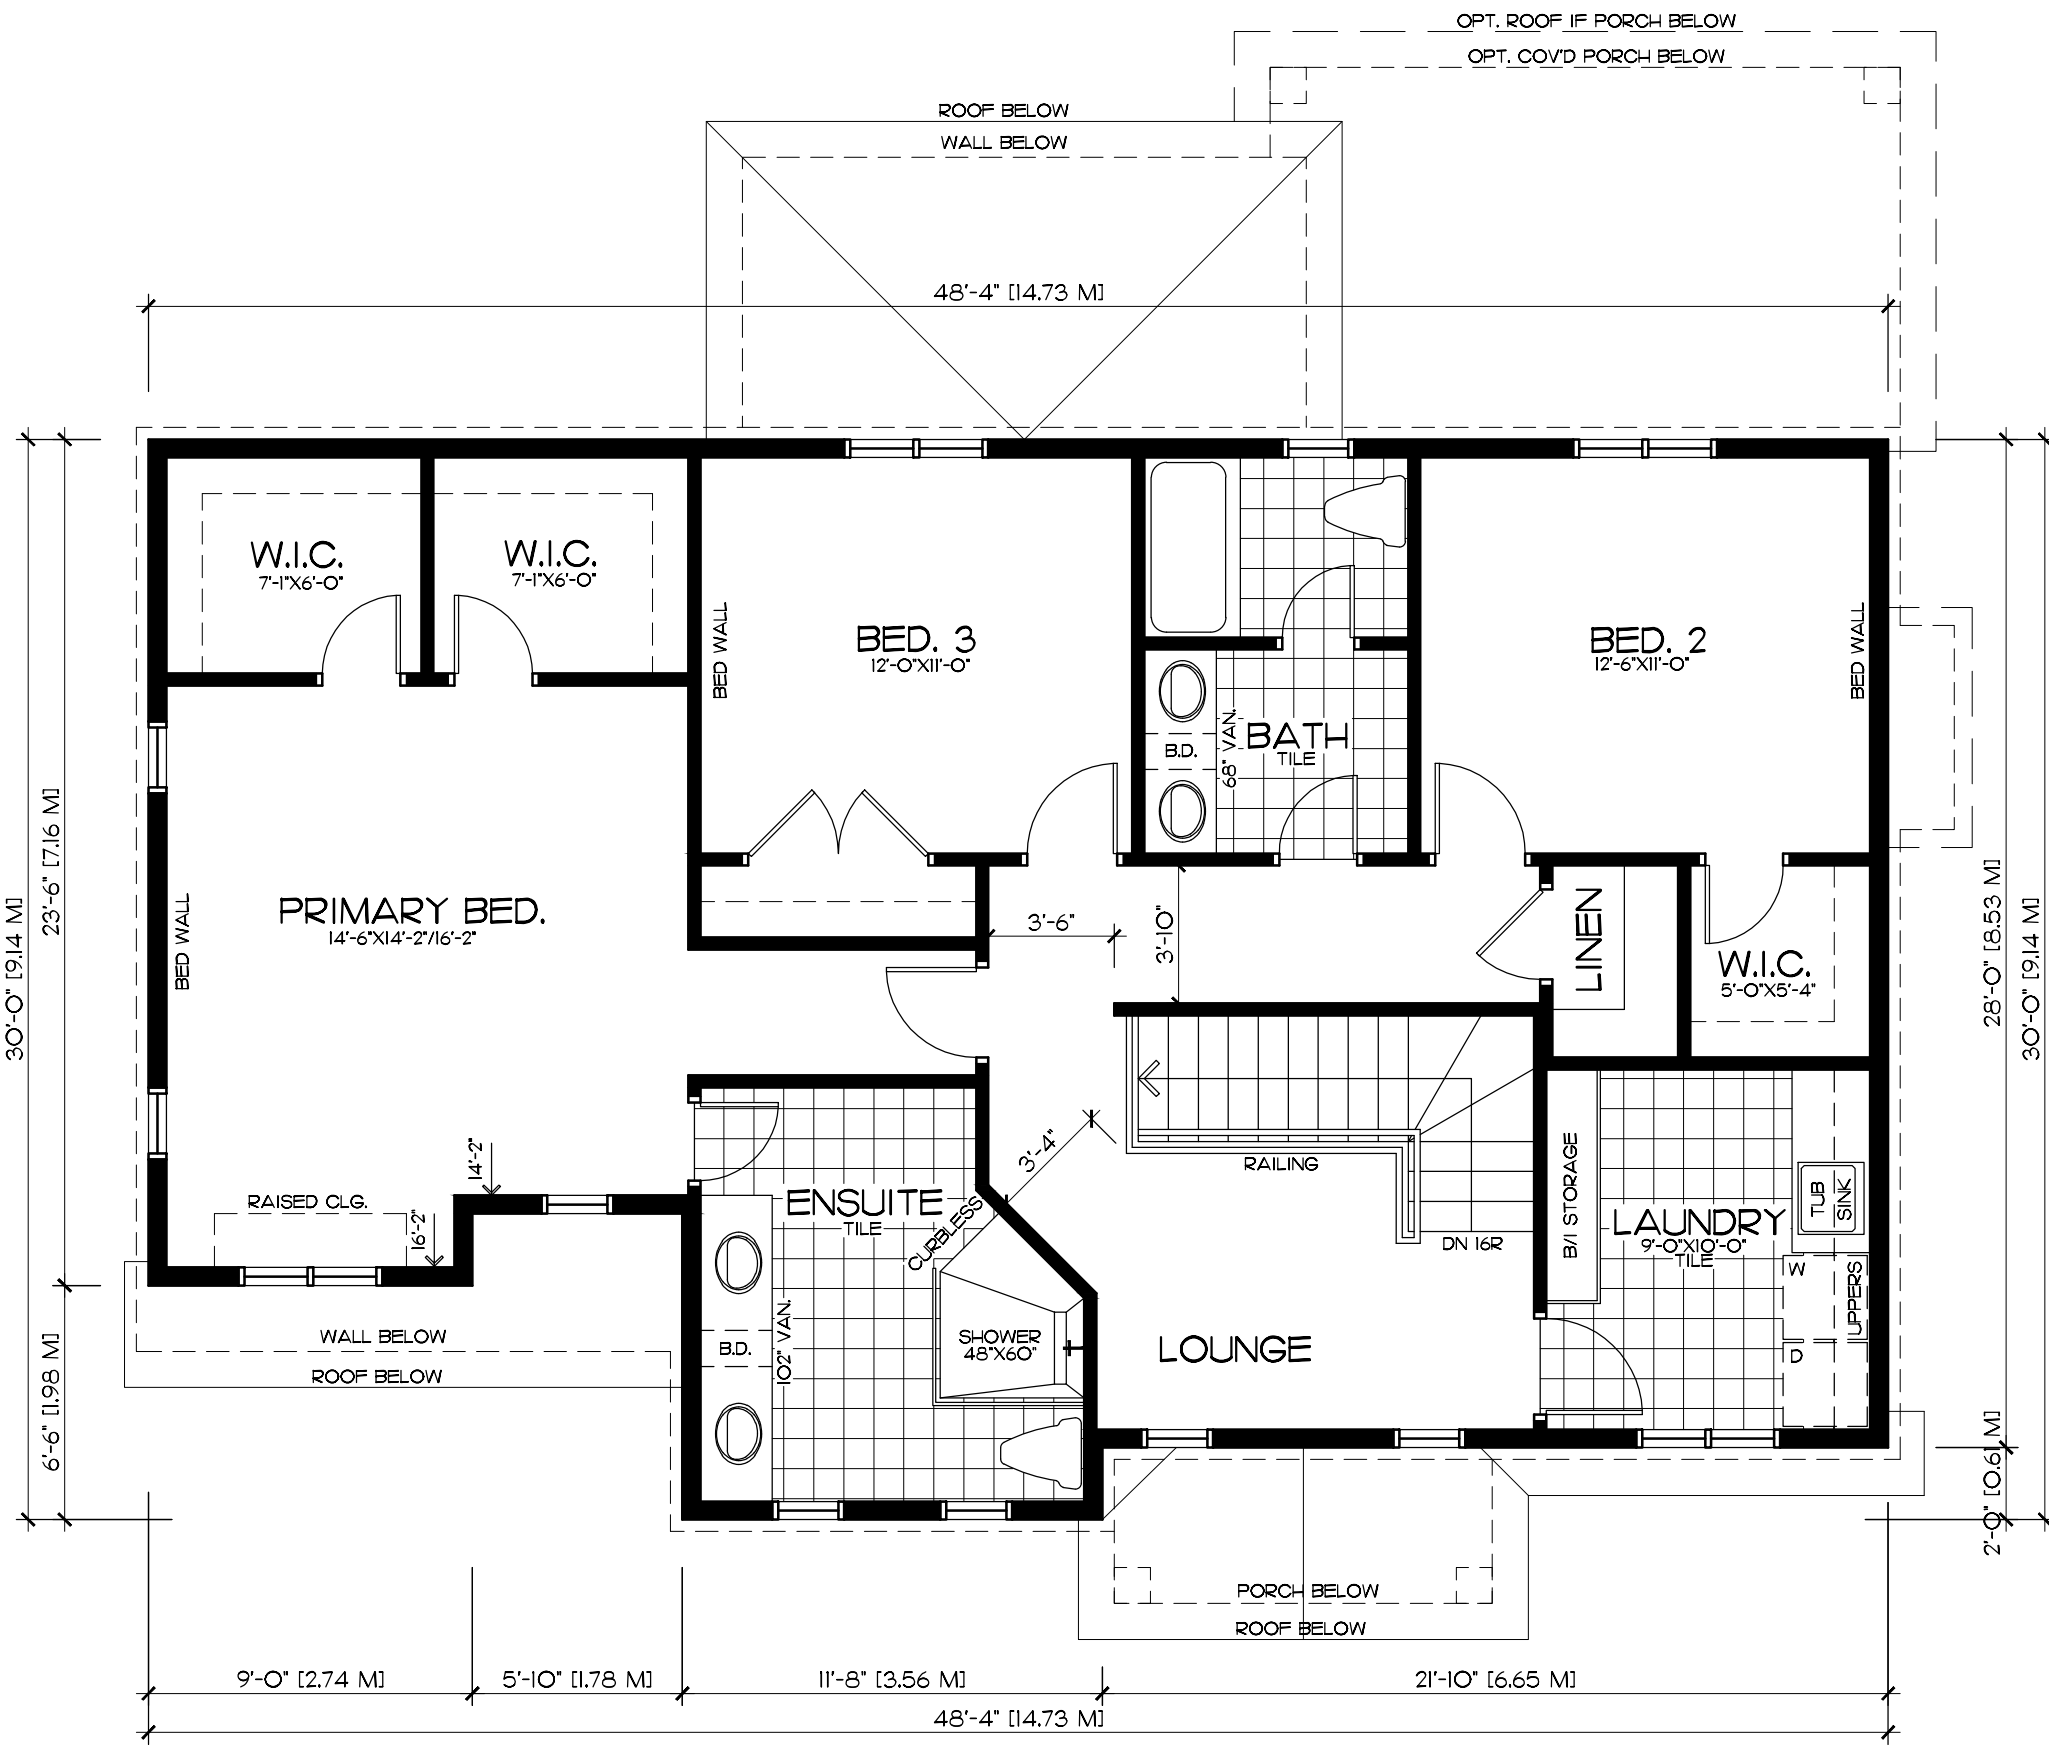 OPT. ROOF IF PORCH BELOW
OPT. COV'D PORCH BELOW
ROOF BELOW
WALL BELOW
48'-4" [14.73 M]
W.I.C.
7'-1"X6'-0"
W.I.C.
7'-1"X6'-0"
BED WALL
BED. 3
12'-0"X11'-0"
BED. 2
12'-6"X11'-0"
BED WALL
B.D.
68" VAN.
BATH
TILE
30'-0" [9.14 M]
23'-6" [7.16 M]
BED WALL
PRIMARY BED.
14'-6"X14'-2"/16'-2"
3'-6"
3'-10"
LINEN
W.I.C.
5'-0"X5'-4"
28'-0" [8.53 M]
30'-0" [9.14 M]
14'-2"
3'-4"
RAILING
B/I STORAGE
TUB
SINK
RAISED CLG.
16'-2"
ENSUITE
TILE
CURBLESS
DN 16R
LAUNDRY
9'-0"X10'-0"
TILE
W
UPPERS
D
WALL BELOW
ROOF BELOW
B.D.
102" VAN.
SHOWER
48"X60"
LOUNGE
6'-6" [1.98 M]
2'-0" [0.61 M]
PORCH BELOW
ROOF BELOW
9'-0" [2.74 M]
5'-10" [1.78 M]
11'-8" [3.56 M]
21'-10" [6.65 M]
48'-4" [14.73 M]